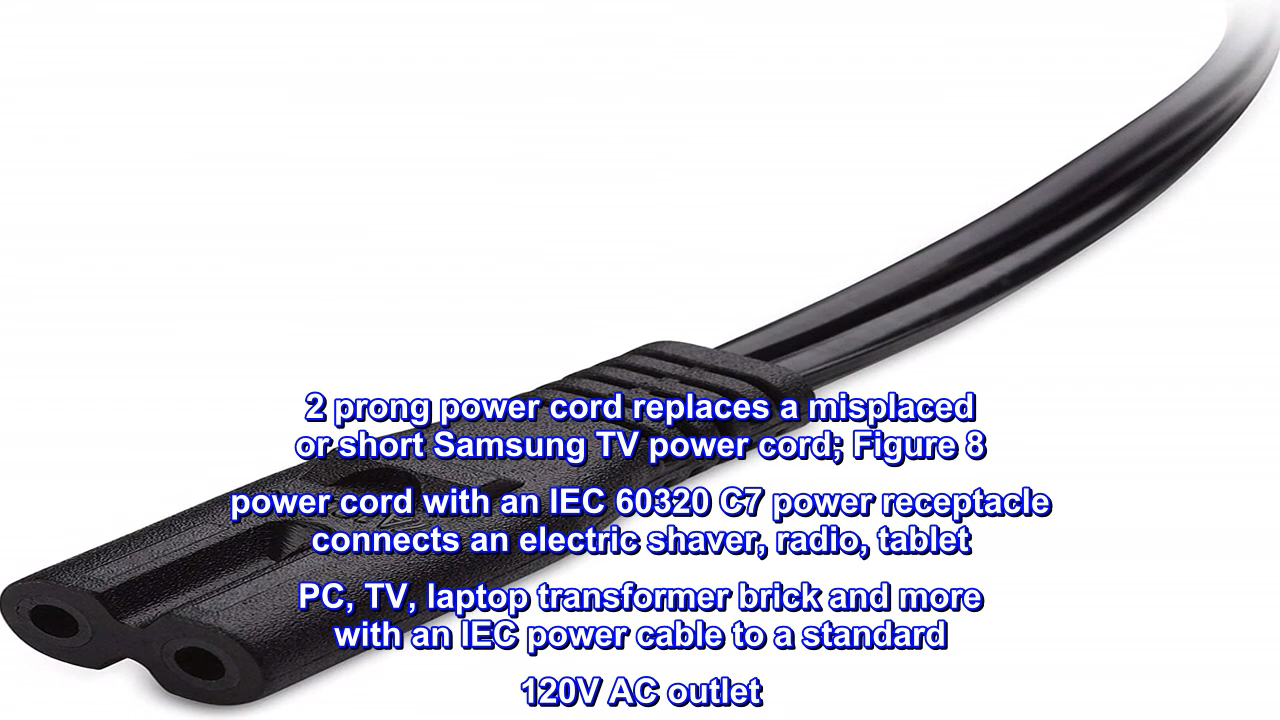 2 prong power cord replaces a misplaced
or short Samsung TV power cord; Figure 8
power cord with an IEC 60320 C7 power receptacle
connects an electric shaver, radio, tablet
PC, TV, laptop transformer brick and more
with an IEC power cable to a standard
120V AC outlet